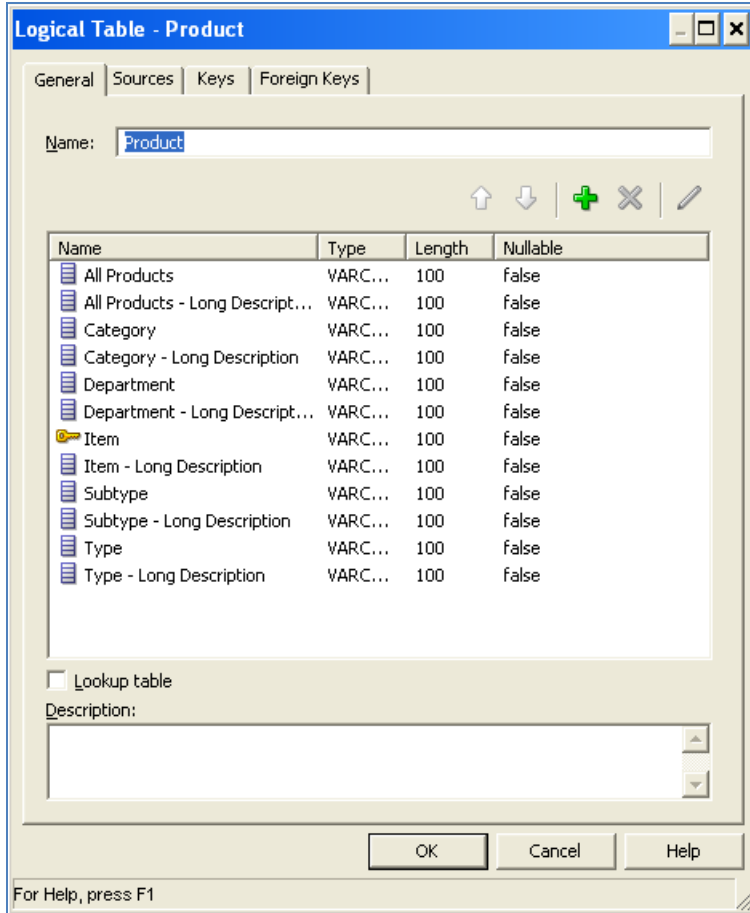 Logical Table - Product
General Sources Keys Foreign Keys
Name: Product
Name Type Length Nullable
All Products VARC... 100 false
All Products - Long Descript... VARC... 100 false
Category VARC... 100 false
Category - Long Description VARC... 100 false
Department VARC... 100 false
Department - Long Descript... VARC... 100 false
Item VARC... 100 false
Item - Long Description VARC... 100 false
Subtype VARC... 100 false
Subtype - Long Description VARC... 100 false
Type VARC... 100 false
Type - Long Description VARC... 100 false
Lookup table
Description:
OK Cancel Help
For Help, press F1